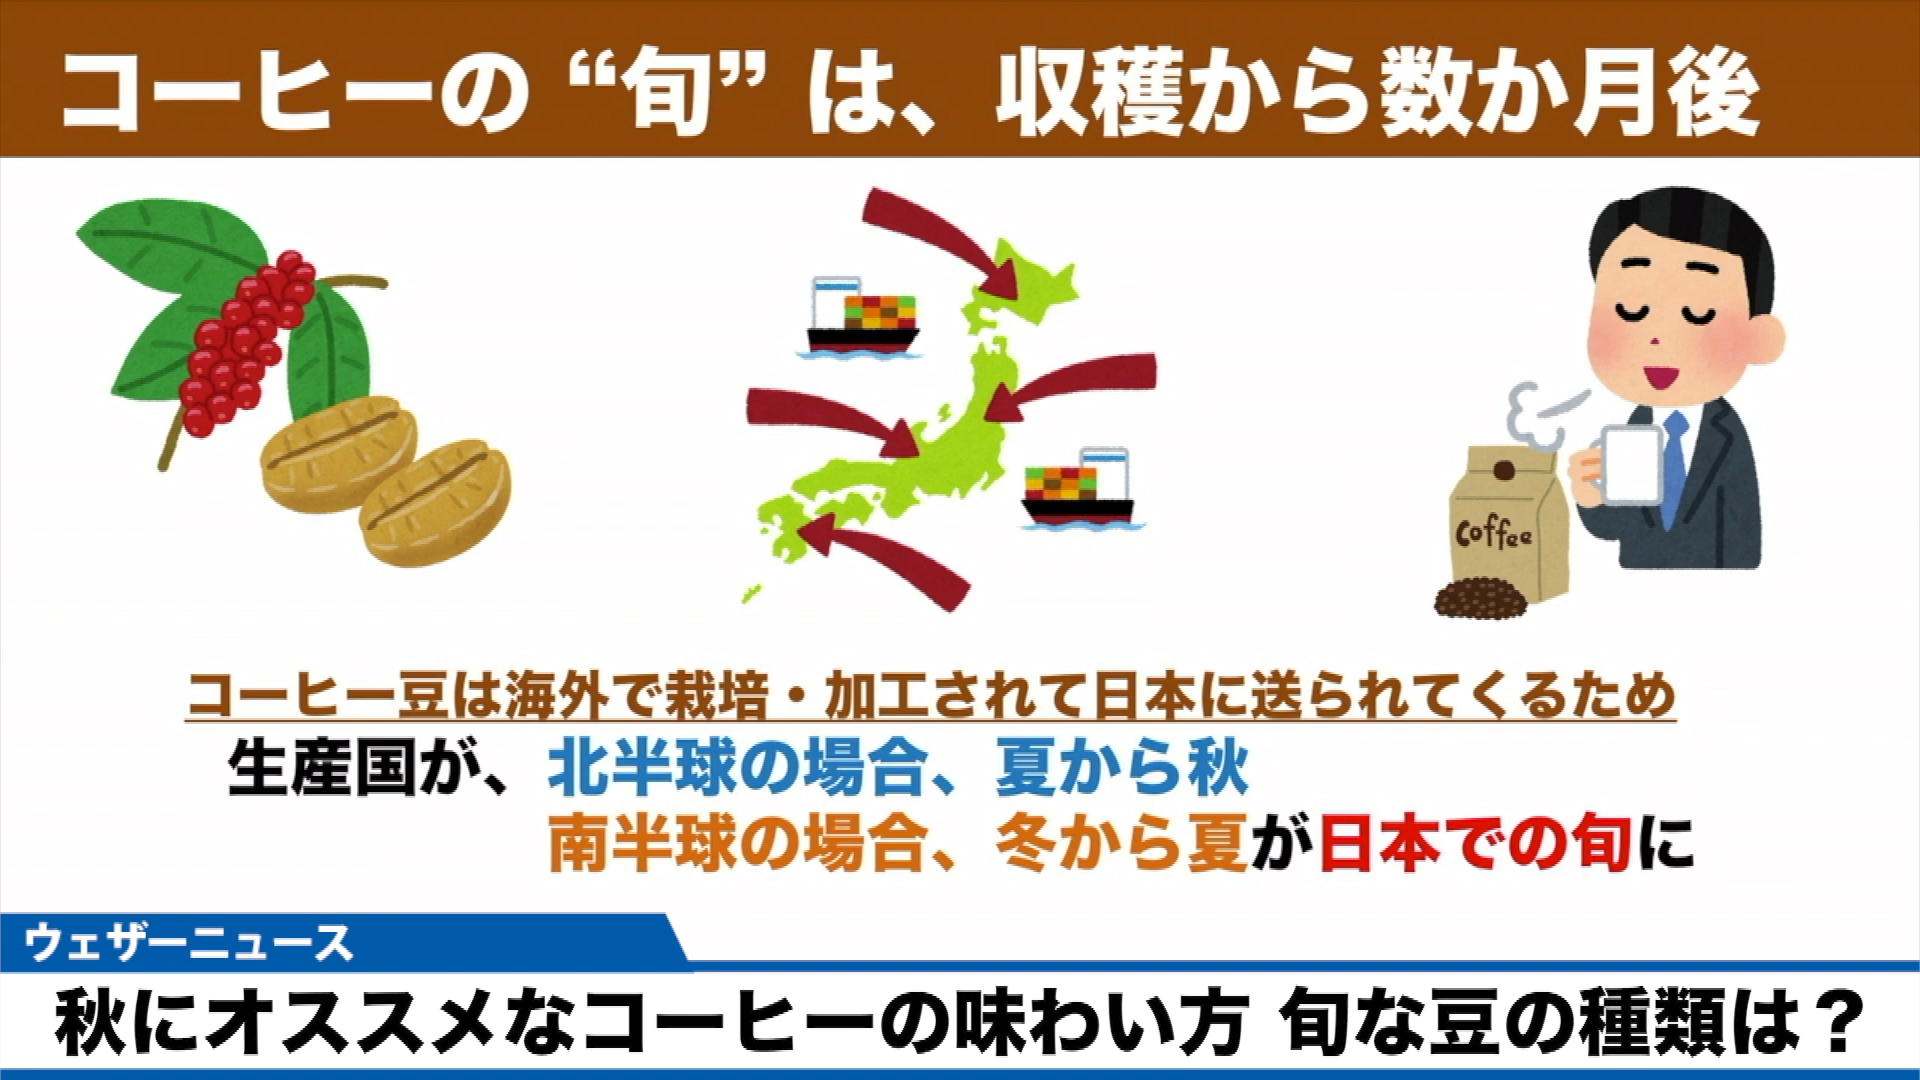 コーヒーの“旬”は、収穫から数か月後
coffee
コーヒー豆は海外で栽培・加工されて日本に送られてくるため
生産国が、北半球の場合、夏から秋
南半球の場合、冬から夏が日本での旬に
ウェザーニュース
秋にオススメなコーヒーの味わい方 旬な豆の種類は？